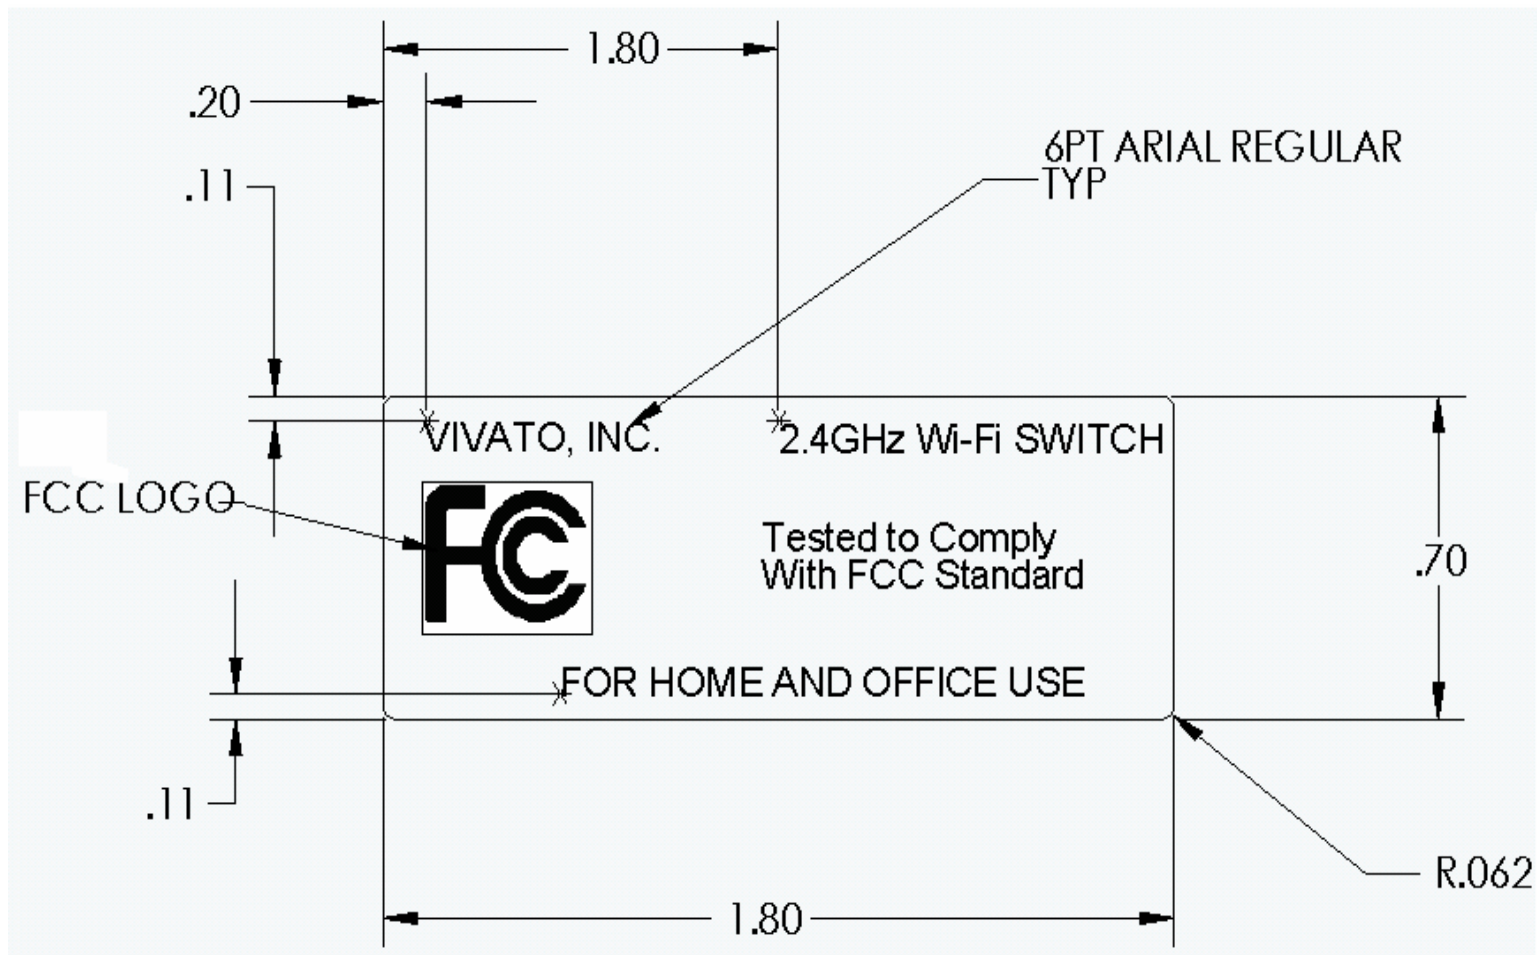 1.80
.20
6PT ARIAL REGULAR
TYP
.11
VIVATO, INC.
2.4GHz Wi-Fi SWITCH
FCC LOGO
FCC
Tested to Comply
With FCC Standard
.70
FOR HOME AND OFFICE USE
.11
R.062
1.80